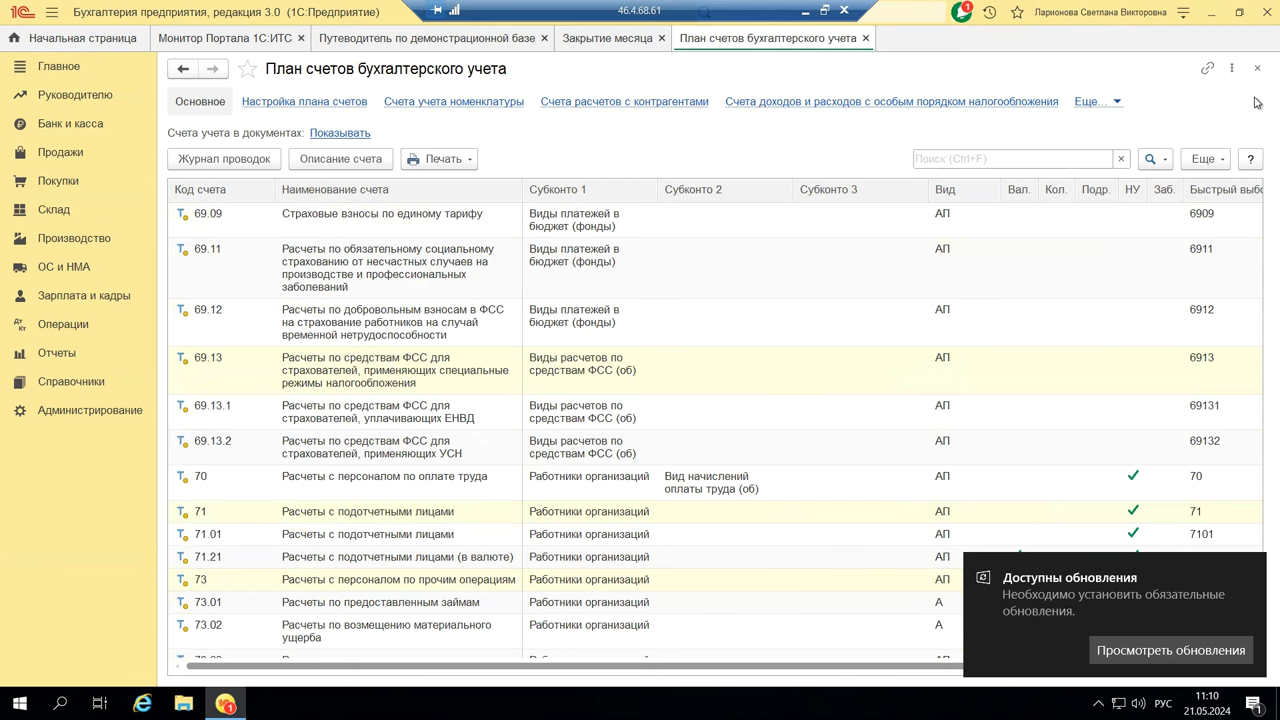 Бухгалтерия предприятия, редакция 3.0 (1С:Предприятие)
46.4.68.61
1
Ларионова Светлана Викторовна
Начальная страница
Монитор Портала 1С:ИТС
Путеводитель по демонстрационной базе
Закрытие месяца
План счетов бухгалтерского учета
Главное
Руководителю
Банк и касса
Продажи
Покупки
Склад
Производство
ОС и НМА
Зарплата и кадры
Операции
Отчеты
Справочники
Администрирование
План счетов бухгалтерского учета
Основное Настройка плана счетов Счета учета номенклатуры Счета расчетов с контрагентами Счета доходов и расходов с особым порядком налогообложения Еще...
Счета учета в документах: Показывать
Журнал проводок Описание счета Печать Поиск (Ctrl+F) Еще ?
Код счета Наименование счета Субконто 1 Субконто 2 Субконто 3 Вид Вал. Кол. Подр. НУ Заб. Быстрый выбо
69.09 Страховые взносы по единому тарифу Виды платежей в АП 6909
бюджет (фонды)
69.11 Расчеты по обязательному социальному Виды платежей в АП 6911
страхованию от несчастных случаев на бюджет (фонды)
производстве и профессиональных
заболеваний
69.12 Расчеты по добровольным взносам в ФСС Виды платежей в АП 6912
на страхование работников на случай бюджет (фонды)
временной нетрудоспособности
69.13 Расчеты по средствам ФСС для Виды расчетов по АП 6913
страхователей, применяющих специальные средствам ФСС (об)
режимы налогообложения
69.13.1 Расчеты по средствам ФСС для Виды расчетов по АП 69131
страхователей, уплачивающих ЕНВД средствам ФСС (об)
69.13.2 Расчеты по средствам ФСС для Виды расчетов по АП 69132
страхователей, применяющих УСН средствам ФСС (об)
70 Расчеты с персоналом по оплате труда Работники организаций Вид начислений АП 70
оплаты труда (об)
71 Расчеты с подотчетными лицами Работники организаций АП 71
71.01 Расчеты с подотчетными лицами Работники организаций АП 7101
71.21 Расчеты с подотчетными лицами (в валюте) Работники организаций АП
73 Расчеты с персоналом по прочим операциям Работники организаций АП
73.01 Расчеты по предоставленным займам Работники организаций А
73.02 Расчеты по возмещению материального Работники организаций А
ущерба
Доступны обновления
Необходимо установить обязательные
обновления.
Просмотреть обновления
1
РУС
11:10
21.05.2024
1